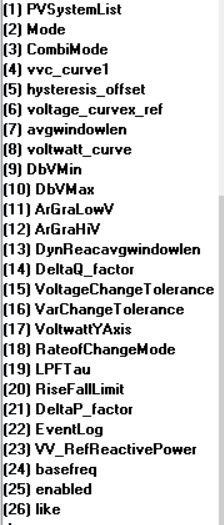 (1) PVSystemList
(2) Mode
(3) CombiMode
(4) vvc_curve1
(5) hysteresis_offset
(6) voltage_curvex_ref
(7) avgwindowlen
(8) voltwatt_curve
(9) DbVMin
(10) DbVMax
(11) ArGraLowV
(12) ArGraHiV
(13) DynReacavgwindowlen
(14) DeltaQ_factor
(15) VoltageChangeTolerance
(16) VarChangeTolerance
(17) VoltwattYAxis
(18) RateofChangeMode
(19) LPFTau
(20) RiseFallLimit
(21) DeltaP_factor
(22) EventLog
(23) VV_RefReactivePower
(24) basefreq
(25) enabled
(26) like